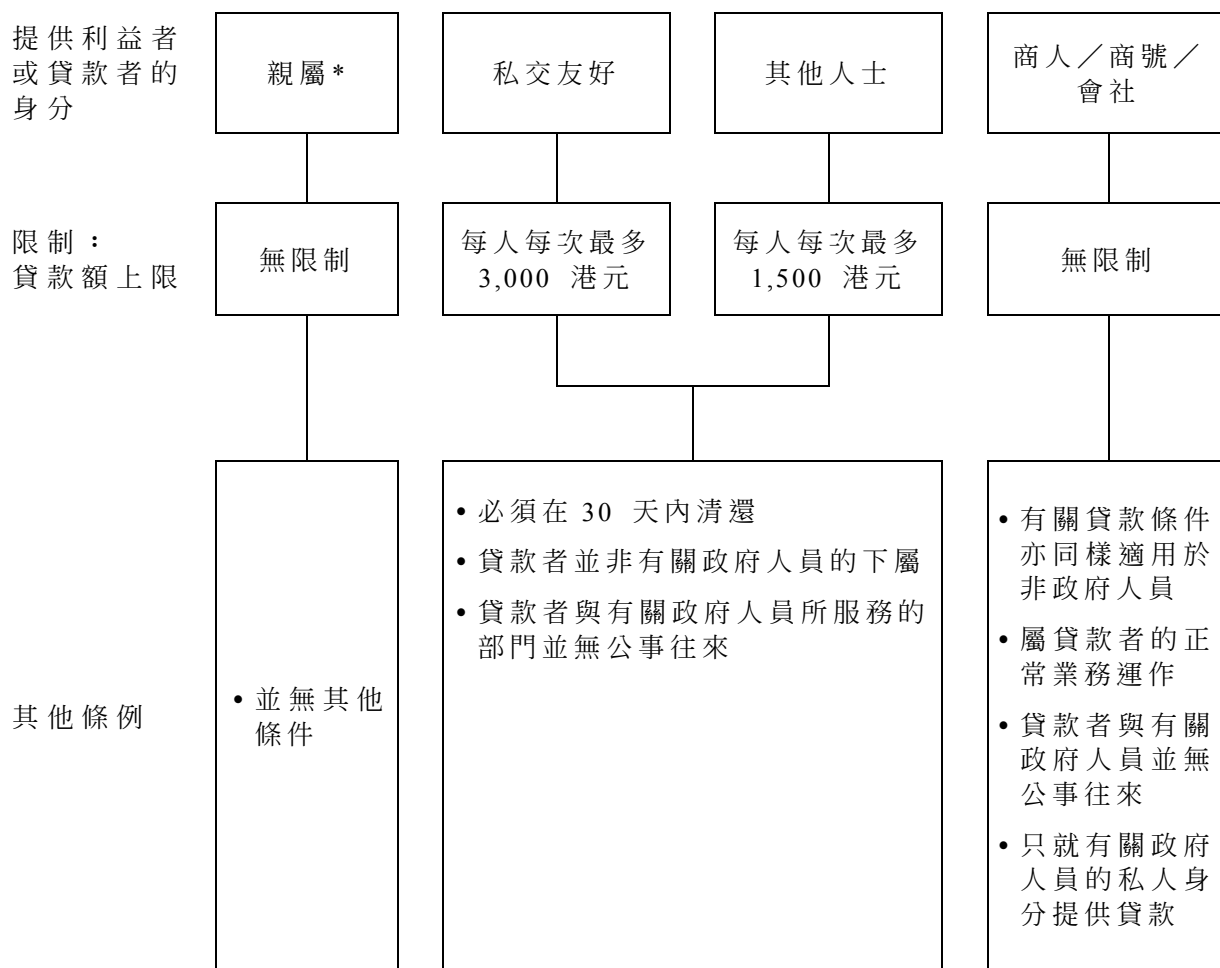 提供利益者
或貸款者的
身分
親屬*
私交友好
其他人士
商人／商號／
會社
限制：
貸款額上限
無限制
每人每次最多
3,000 港元
每人每次最多
1,500 港元
無限制
其他條例
• 並無其他
條件
• 必須在 30 天內清還
• 貸款者並非有關政府人員的下屬
• 貸款者與有關政府人員所服務的
部門並無公事往來
• 有關貸款條件
亦同樣適用於
非政府人員
• 屬貸款者的正
常業務運作
• 貸款者與有關
政府人員並無
公事往來
• 只就有關政府
人員的私人身
分提供貸款